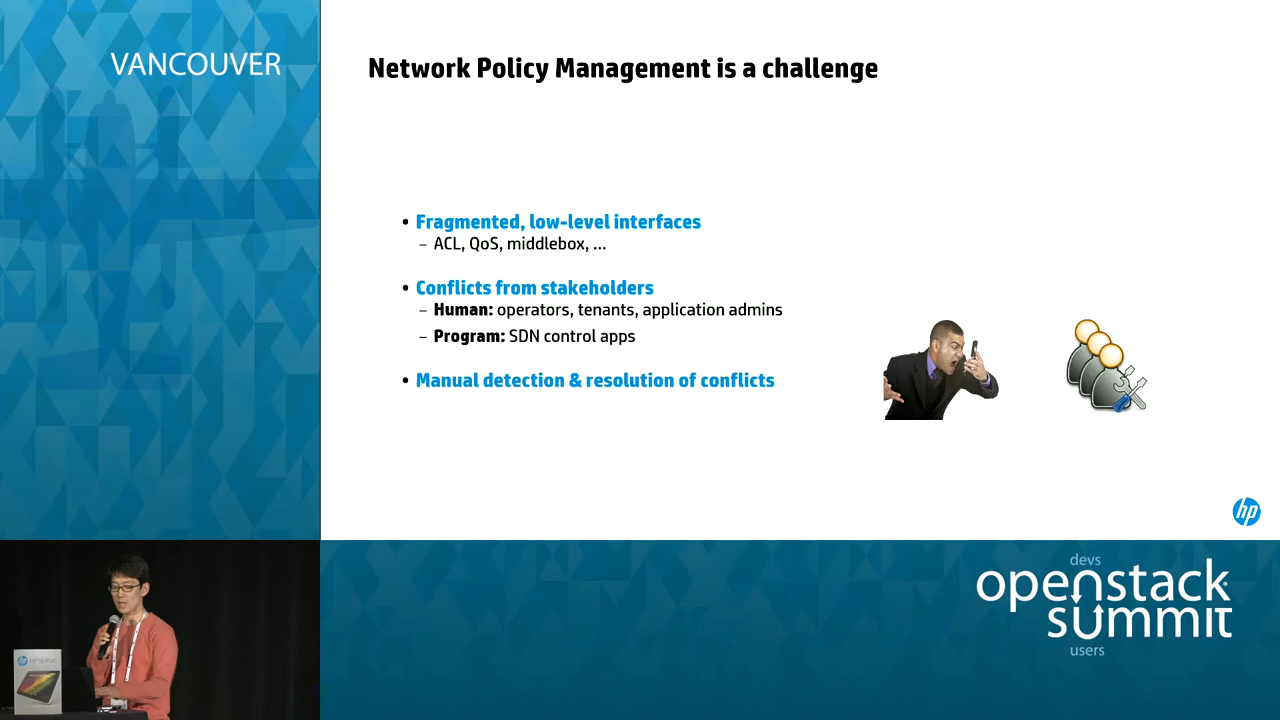 VANCOUVER
Network Policy Management is a challenge
• Fragmented, low-level interfaces
– ACL, QoS, middlebox, ...
• Conflicts from stakeholders
– Human: operators, tenants, application admins
– Program: SDN control apps
• Manual detection & resolution of conflicts
hp
devs
openstack
summit
users
hp